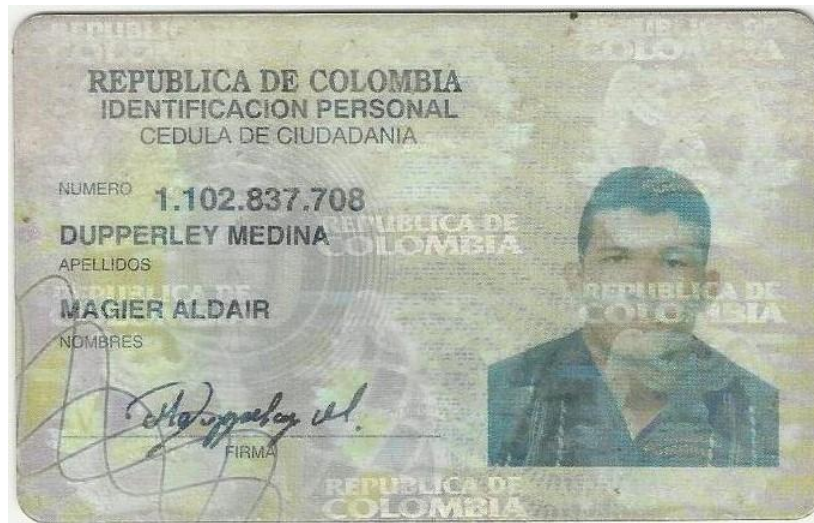 REPUBLICA DE COLOMBIA
IDENTIFICACION PERSONAL
CEDULA DE CIUDADANIA
NUMERO 1.102.837.708
DUPPERLEY MEDINA
APELLIDOS
MAGIER ALDAIR
NOMBRES
FIRMA
REPUBLICA DE
COLOMBIA
REPUBLICA DE
COLOMBIA
REPUBLICA DE
COLOMBIA